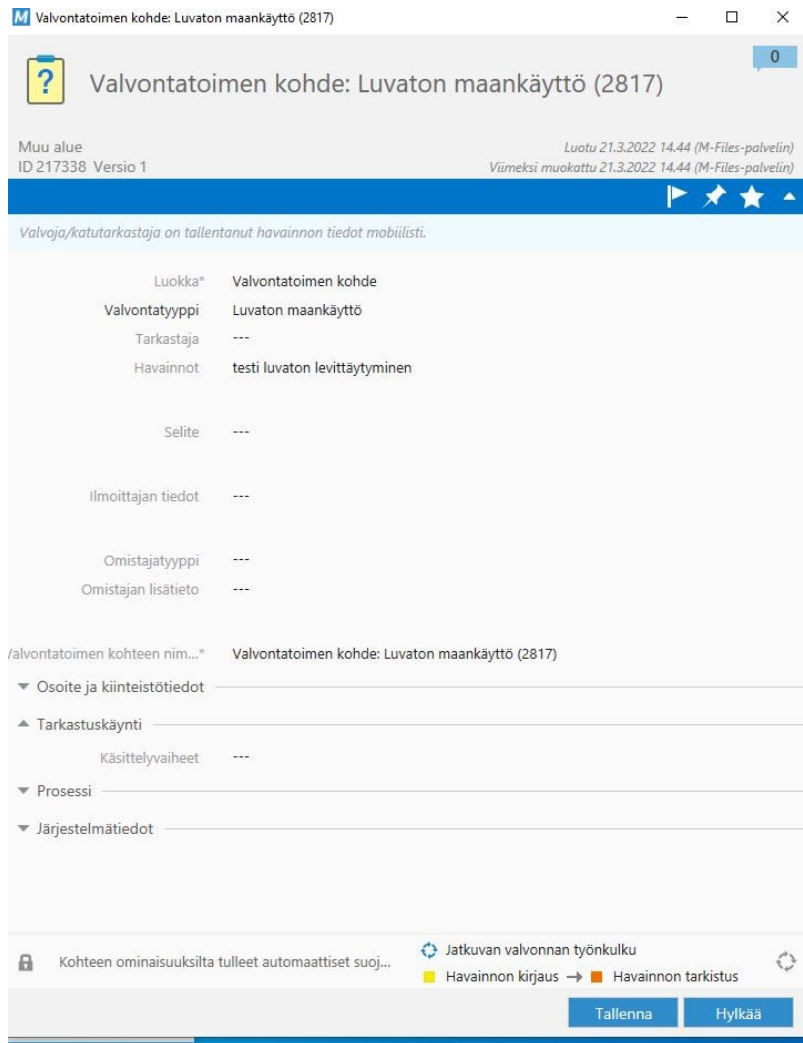 M Valvontatoimen kohde: Luvaton maankäyttö (2817)
0
? Valvontatoimen kohde: Luvaton maankäyttö (2817)
Muu alue
Luotu 21.3.2022 14.44 (M-Files-palvelin)
ID 217338 Versio 1
Viimeksi muokattu 21.3.2022 14.44 (M-Files-palvelin)
Valvoja/katutarkastaja on tallentanut havainnon tiedot mobiilisti.
Luokka* Valvontatoimen kohde
Valvontatyyppi Luvaton maankäyttö
Tarkastaja ---
Havainnot testi luvaton levittäytyminen
Selite ---
Ilmoittajan tiedot ---
Omistajatyyppi ---
Omistajan lisätieto ---
Valvontatoimen kohteen nim...* Valvontatoimen kohde: Luvaton maankäyttö (2817)
Osoite ja kiinteistötiedot
Tarkastuskäynti
Käsittelyvaiheet ---
Prosessi
Järjestelmätiedot
Kohteen ominaisuuksilta tulleet automaattiset suoj...
Jatkuvan valvonnan työnkulku
Havainnon kirjaus → Havainnon tarkistus
Tallenna Hylkää